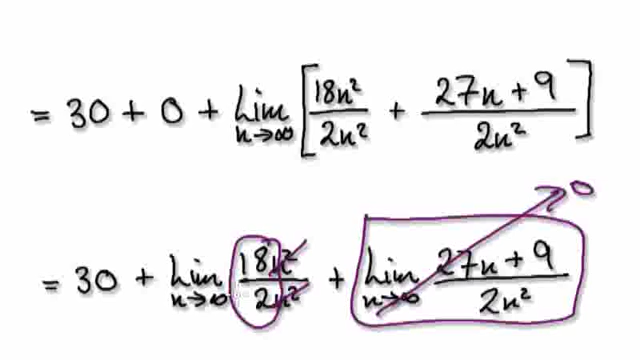 = 30 + 0 + Lim n→∞ [ 18n²/2n² + 27n + 9/2n² ]
0
= 30 + Lim n→∞ 18n²/2n² + Lim n→∞ 27n + 9/2n²